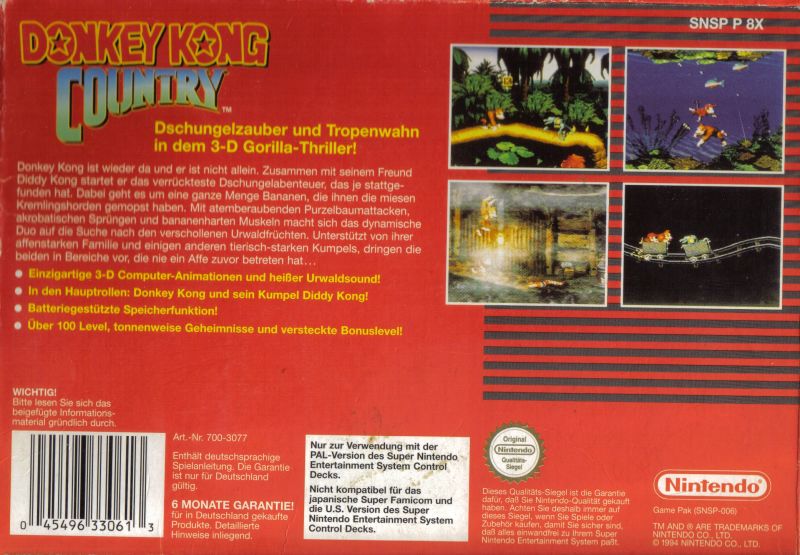 SNSP P 8X
DONKEY KONG
COUNTRY™
Dschungelzauber und Tropenwahn
in dem 3-D Gorilla-Thriller!
Donkey Kong ist wieder da und er ist nicht allein. Zusammen mit seinem Freund
Diddy Kong startet er das verrückteste Dschungelabenteuer, das je stattge-
funden hat. Dabei geht es um eine ganze Menge Bananen, die ihnen die miesen
Kremlingshorden gemopst haben. Mit atemberaubenden Purzelbaumattacken,
akrobatischen Sprüngen und bananenharten Muskeln macht sich das dynamische
Duo auf die Suche nach den verschollenen Urwaldfrüchten. Unterstützt von ihrer
affenstarken Familie und einigen anderen tierisch-starken Kumpels, dringen die
beiden in Bereiche vor, die nie ein Affe zuvor betreten hat...
• Einzigartige 3-D Computer-Animationen und heißer Urwaldsound!
• In den Hauptrollen: Donkey Kong und sein Kumpel Diddy Kong!
• Batteriegestützte Speicherfunktion!
• Über 100 Level, tonnenweise Geheimnisse und versteckte Bonuslevel!
WICHTIG!
Bitte lesen Sie sich das
beigefügte Informations-
material gründlich durch.
0 45496 33061 3
Art.-Nr. 700-3077
Enthält deutschsprachige
Spielanleitung. Die Garantie
ist nur für Deutschland
gültig.
6 MONATE GARANTIE!
für in Deutschland gekaufte
Produkte. Detaillierte
Hinweise inliegend.
Nur zur Verwendung mit der
PAL-Version des Super Nintendo
Entertainment System Control
Decks.
Nicht kompatibel für das
japanische Super Famicom und
die U.S. Version des Super
Nintendo Entertainment System
Control Decks.
Original
Nintendo
Qualitäts-
Siegel
Dieses Qualitäts-Siegel ist die Garantie
dafür, daß Sie Nintendo-Qualität gekauft
haben. Achten Sie deshalb immer auf
dieses Siegel, wenn Sie Spiele oder
Zubehör kaufen, damit Sie sicher sind,
daß alles einwandfrei zu Ihrem Super
Nintendo Entertainment System paßt.
Nintendo®
Game Pak (SNSP-006)
TM AND ® ARE TRADEMARKS OF
NINTENDO CO., LTD.
© 1994 NINTENDO CO., LTD.